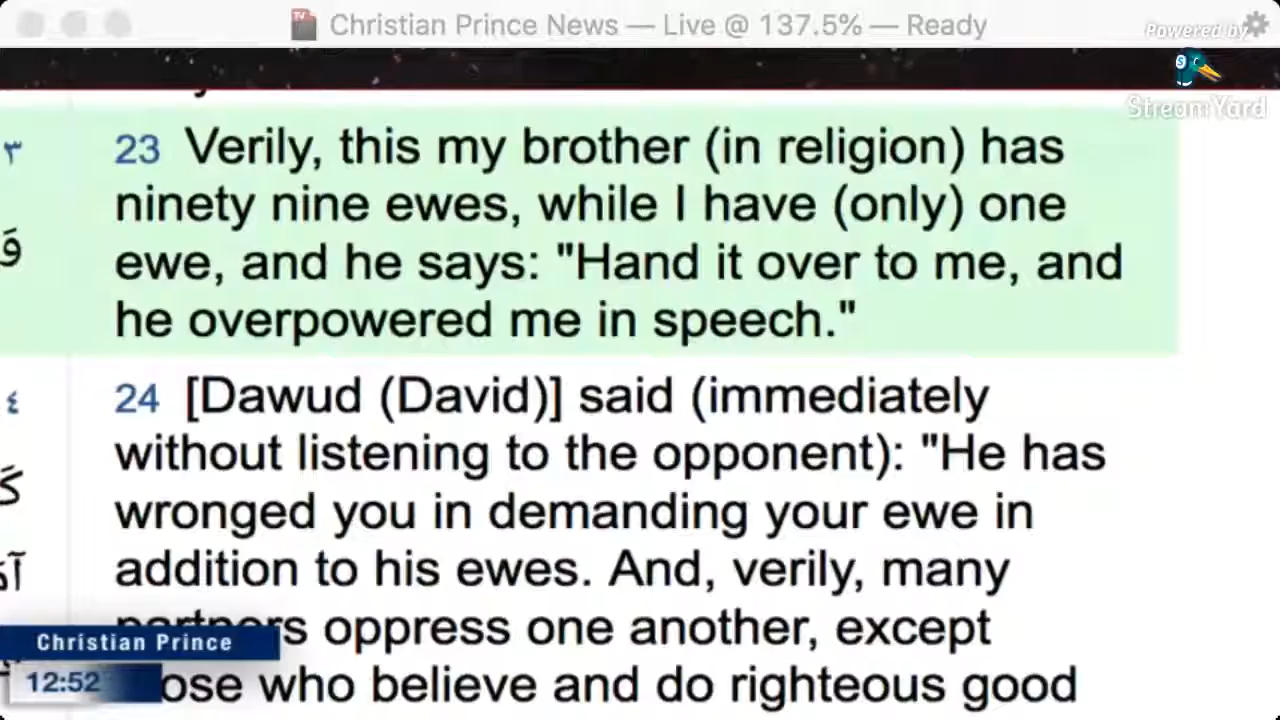 Christian Prince News — Live @ 137.5% — Ready
Powered by
StreamYard
٣ 23 Verily, this my brother (in religion) has
ninety nine ewes, while I have (only) one
ewe, and he says: "Hand it over to me, and
he overpowered me in speech."
٤ 24 [Dawud (David)] said (immediately
without listening to the opponent): "He has
wronged you in demanding your ewe in
addition to his ewes. And, verily, many
partners oppress one another, except
ose who believe and do righteous good
Christian Prince
12:52